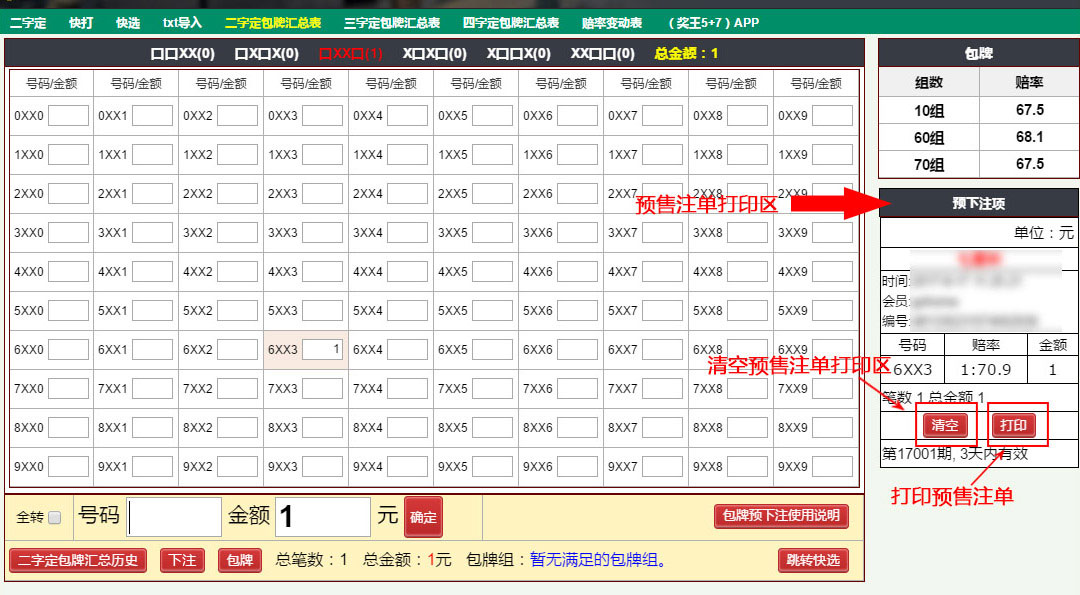 二字定 快打 快选 txt导入 二字定包牌汇总表 三字定包牌汇总表 四字定包牌汇总表 赔率变动表 (奖王5+7)APP
口口XX(0) 口X口X(0) 口XX口(1) X口X口(0) X口口X(0) XX口口(0) 总金额：1
号码/金额 号码/金额 号码/金额 号码/金额 号码/金额 号码/金额 号码/金额 号码/金额 号码/金额 号码/金额
0XX0 0XX1 0XX2 0XX3 0XX4 0XX5 0XX6 0XX7 0XX8 0XX9
1XX0 1XX1 1XX2 1XX3 1XX4 1XX5 1XX6 1XX7 1XX8 1XX9
2XX0 2XX1 2XX2 2XX3 2XX4 2XX5 2XX6 2XX7 2XX8 2XX9
预售注单打印区
3XX0 3XX1 3XX2 3XX3 3XX4 3XX5 3XX6 3XX7 3XX8 3XX9
4XX0 4XX1 4XX2 4XX3 4XX4 4XX5 4XX6 4XX7 4XX8 4XX9
5XX0 5XX1 5XX2 5XX3 5XX4 5XX5 5XX6 5XX7 5XX8 5XX9
6XX0 6XX1 6XX2 6XX3 1 6XX4 6XX5 6XX6 6XX7 6XX8 6XX9
清空预售注单打印区
7XX0 7XX1 7XX2 7XX3 7XX4 7XX5 7XX6 7XX7 7XX8 7XX9
8XX0 8XX1 8XX2 8XX3 8XX4 8XX5 8XX6 8XX7 8XX8 8XX9
9XX0 9XX1 9XX2 9XX3 9XX4 9XX5 9XX6 9XX7 9XX8 9XX9
全转 号码 金额 1 元 确定 包牌预下注使用说明
二字定包牌汇总历史 下注 包牌 总笔数：1 总金额：1元 包牌组：暂无满足的包牌组。 跳转快选
包牌
组数 赔率
10组 67.5
60组 68.1
70组 67.5
预下注项
单位：元
时间:
会员:
编号:
号码 赔率 金额
6XX3 1:70.9 1
笔数 1 总金额 1
清空 打印
第17001期, 3天内有效
打印预售注单